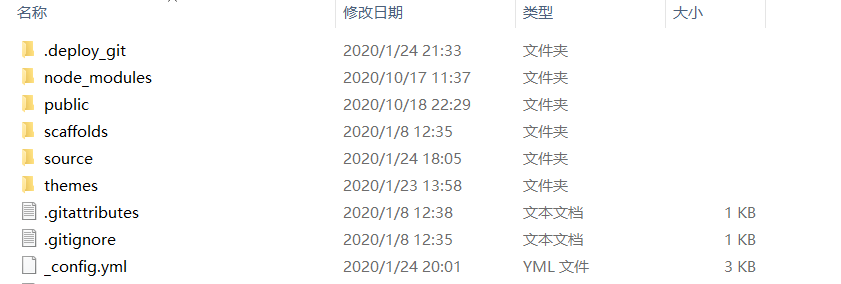 名称 修改日期 类型 大小
.deploy_git 2020/1/24 21:33 文件夹
node_modules 2020/10/17 11:37 文件夹
public 2020/10/18 22:29 文件夹
scaffolds 2020/1/8 12:35 文件夹
source 2020/1/24 18:05 文件夹
themes 2020/1/23 13:58 文件夹
.gitattributes 2020/1/8 12:38 文本文档 1 KB
.gitignore 2020/1/8 12:35 文本文档 1 KB
_config.yml 2020/1/24 20:01 YML 文件 3 KB